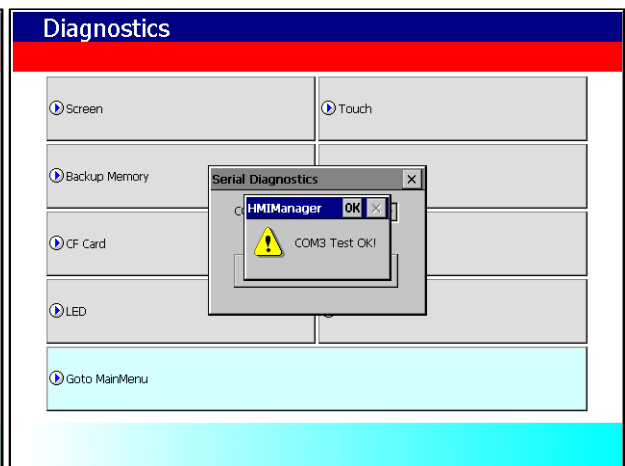 Diagnostics
Screen
Touch
Backup Memory
Serial Diagnostics
HMIManager OK
COM3 Test OK!
CF Card
LED
Goto MainMenu